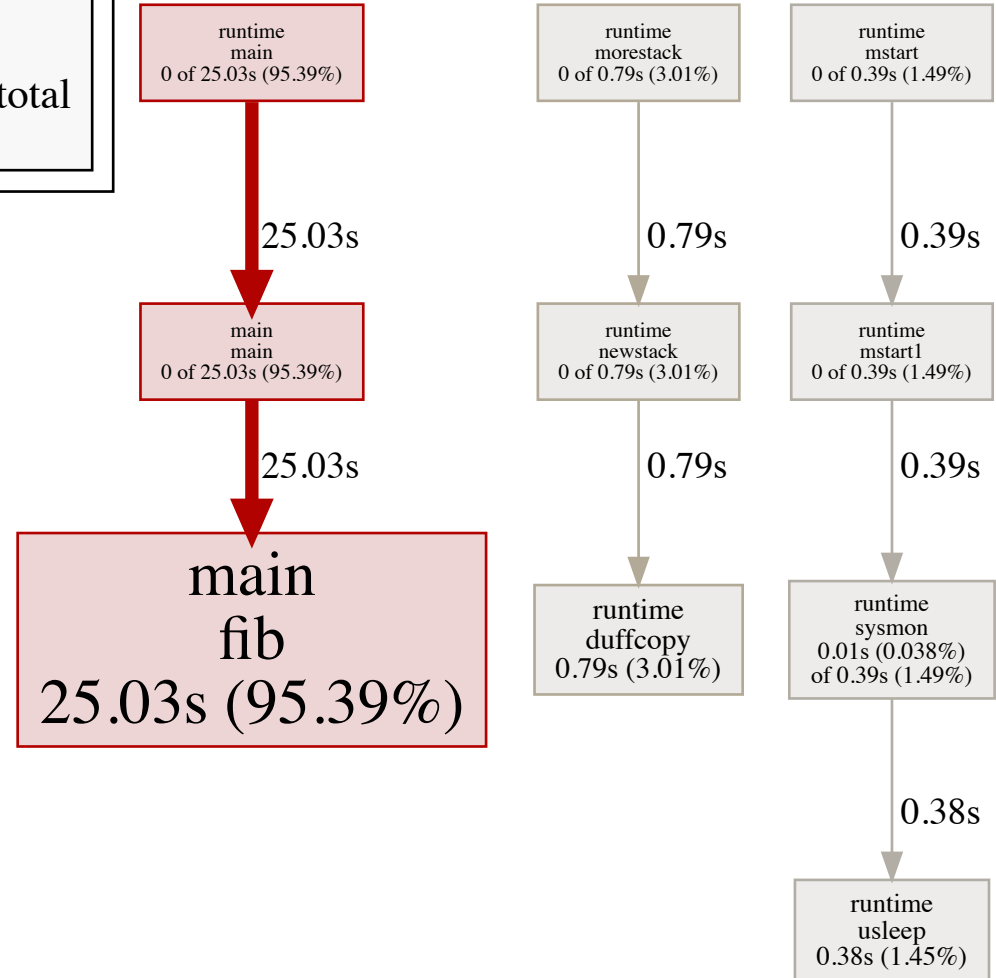 total
runtime
main
0 of 25.03s (95.39%)
25.03s
main
main
0 of 25.03s (95.39%)
25.03s
main
fib
25.03s (95.39%)
runtime
morestack
0 of 0.79s (3.01%)
0.79s
runtime
newstack
0 of 0.79s (3.01%)
0.79s
runtime
duffcopy
0.79s (3.01%)
runtime
mstart
0 of 0.39s (1.49%)
0.39s
runtime
mstart1
0 of 0.39s (1.49%)
0.39s
runtime
sysmon
0.01s (0.038%)
of 0.39s (1.49%)
0.38s
runtime
usleep
0.38s (1.45%)